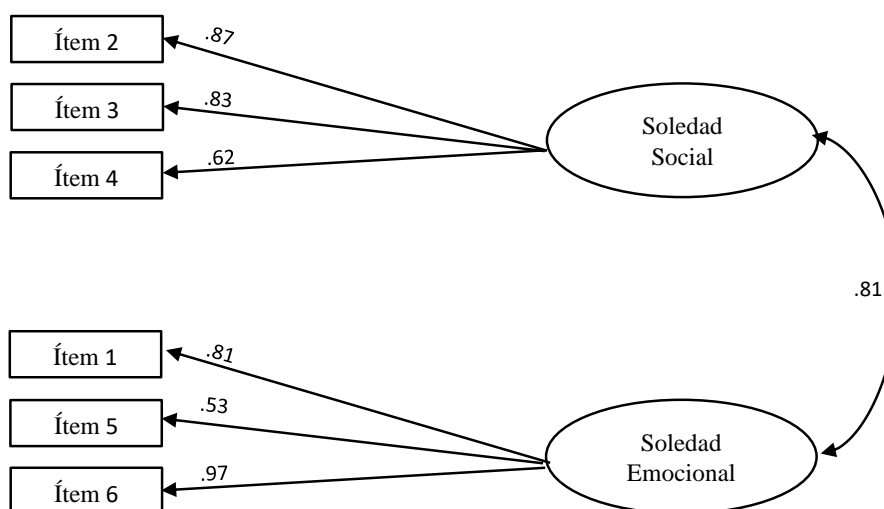 Ítem 2
.87
Ítem 3
.83
Ítem 4
.62
Soledad
Social
.81
Ítem 1
.81
Ítem 5
.53
Ítem 6
.97
Soledad
Emocional